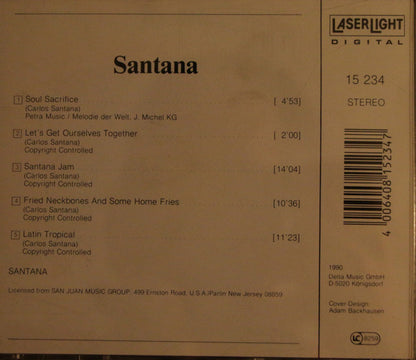 LASERLIGHT
DIGITAL
Santana
15 234
STEREO
1 Soul Sacrifice [ 4'53]
(Carlos Santana)
Petra Music / Melodie der Welt, J. Michel KG
2 Let's Get Ourselves Together [ 2'00]
(Carlos Santana)
Copyright Controlled
3 Santana Jam [14'04]
(Carlos Santana)
Copyright Controlled
4 Fried Neckbones And Some Home Fries [10'36]
(Carlos Santana)
Copyright Controlled
5 Latin Tropical [11'23]
(Carlos Santana)
Copyright Controlled
SANTANA
Licensed from SAN JUAN MUSIC GROUP, 499 Ernston Road, U.S.A./Parlin New Jersey 08859
4 006408 152347
1990
Delta Music GmbH
D-5020 Königsdorf
Cover-Design:
Adam Backhausen
LC 8259